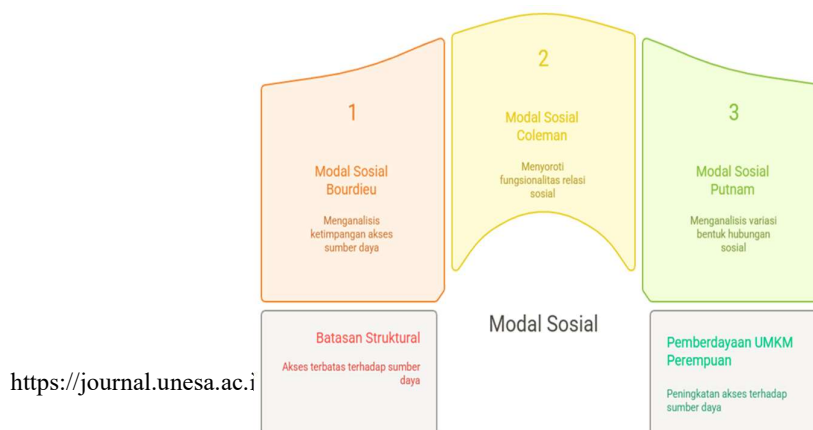 1
Modal Sosial
Bourdieu
Menganalisis
ketimpangan akses
sumber daya
2
Modal Sosial
Coleman
Menyoroti
fungsionalitas relasi
sosial
3
Modal Sosial
Putnam
Menganalisis variasi
bentuk hubungan
sosial
Batasan Struktural
Akses terbatas terhadap sumber
daya
Modal Sosial
Pemberdayaan UMKM
Perempuan
Peningkatan akses terhadap
sumber daya
https://journal.unesa.ac.i